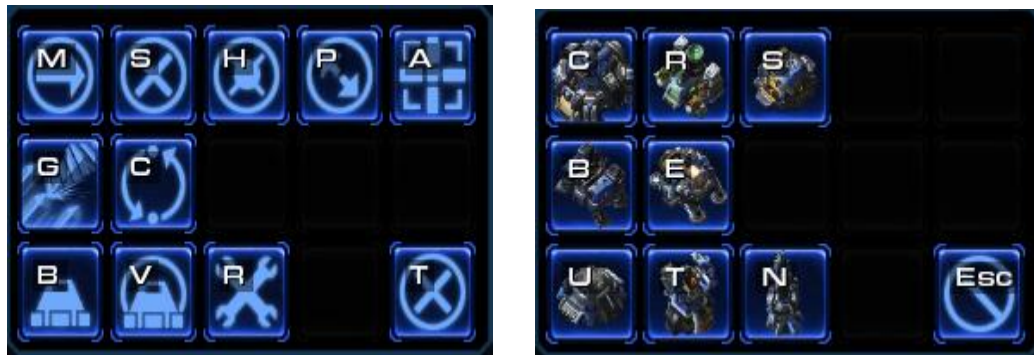 M S H P A
G C
B V R T
C R S
B E
U T N Esc